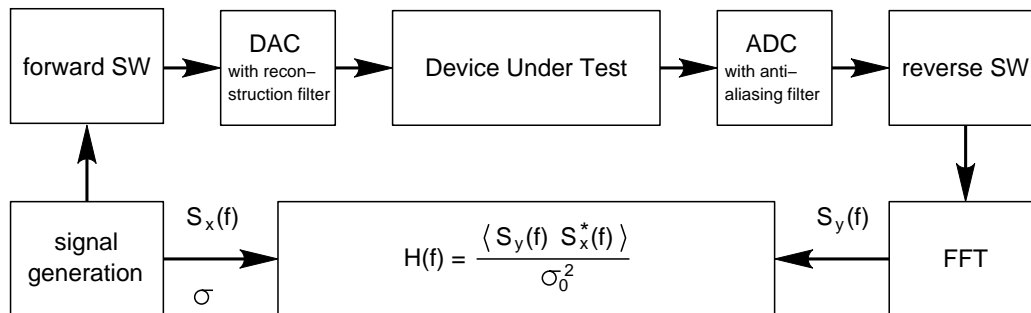 forward SW
DAC
with recon–
struction filter
Device Under Test
ADC
with anti–
aliasing filter
reverse SW
signal
generation
S_x(f)
σ
H(f) = ⟨ S_y(f) S_x^*(f) ⟩ / σ_0^2
S_y(f)
FFT